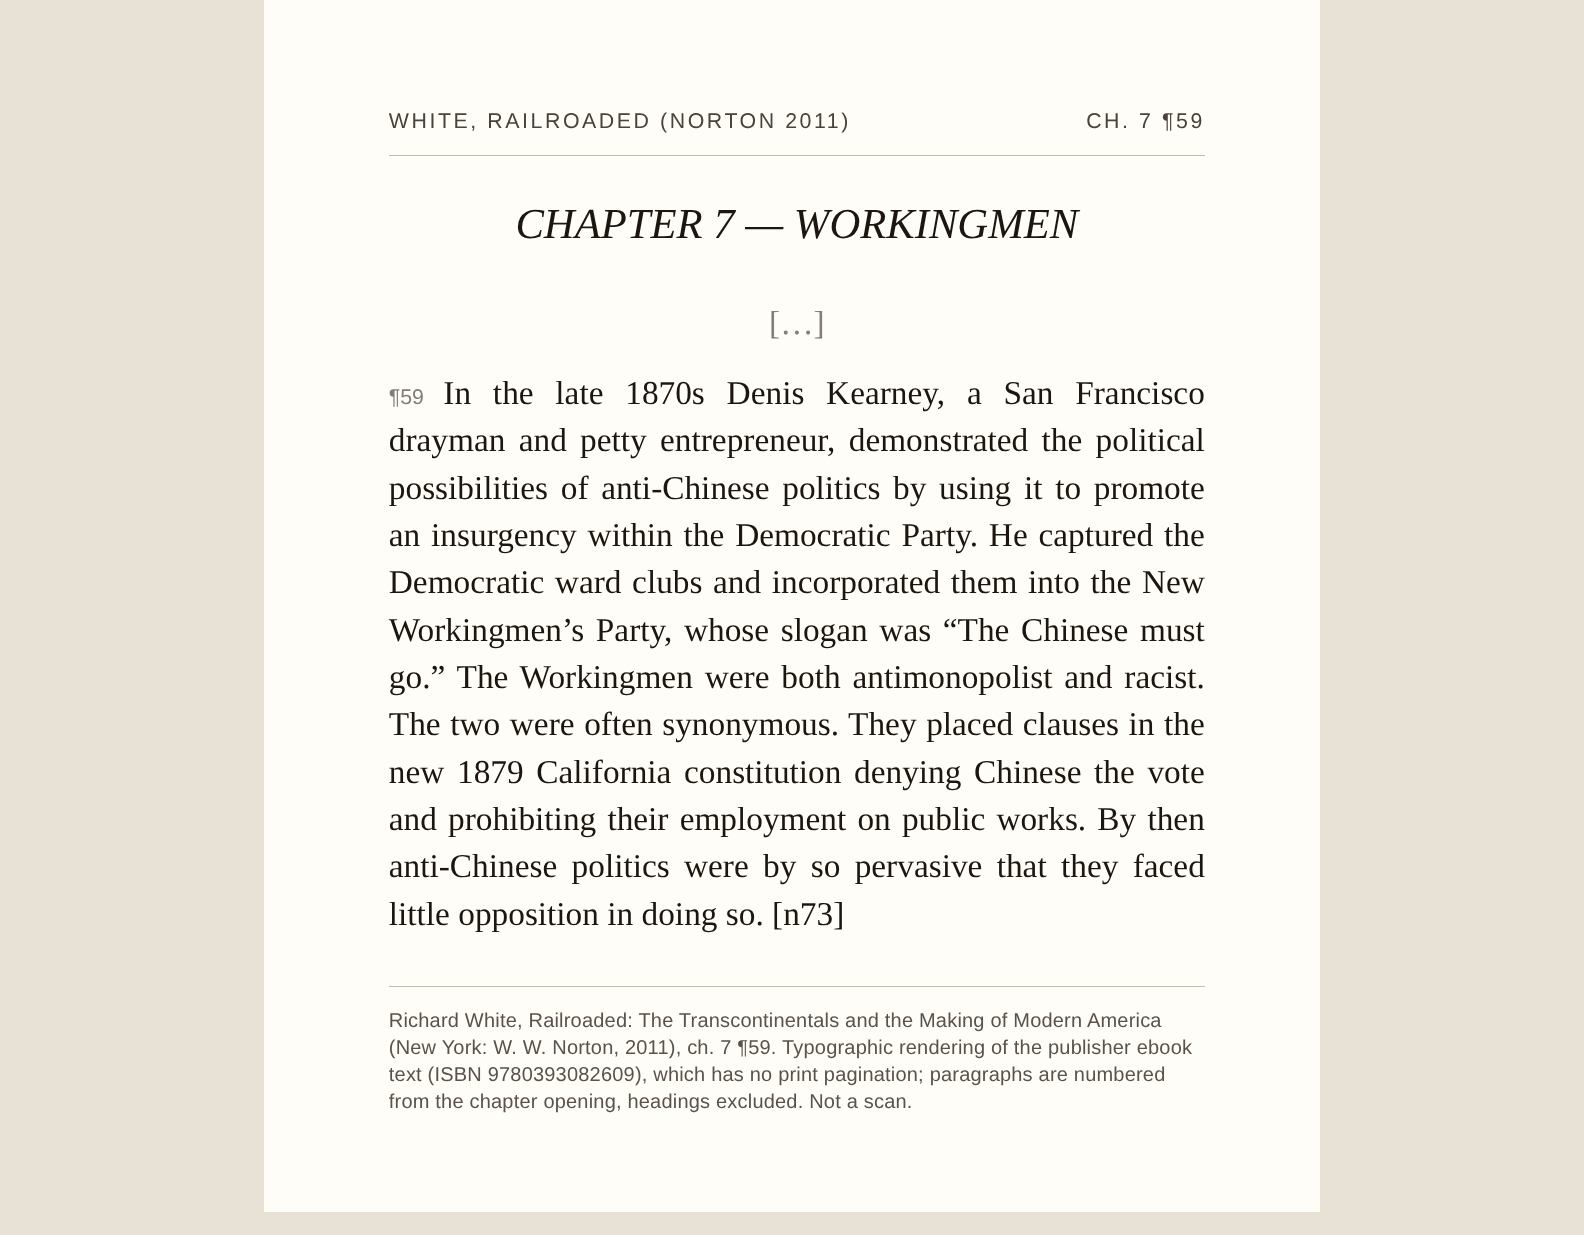 WHITE, RAILROADED (NORTON 2011)
CH. 7 ¶59
CHAPTER 7 — WORKINGMEN
[…]
¶59 In the late 1870s Denis Kearney, a San Francisco
drayman and petty entrepreneur, demonstrated the political
possibilities of anti-Chinese politics by using it to promote
an insurgency within the Democratic Party. He captured the
Democratic ward clubs and incorporated them into the New
Workingmen’s Party, whose slogan was “The Chinese must
go.” The Workingmen were both antimonopolist and racist.
The two were often synonymous. They placed clauses in the
new 1879 California constitution denying Chinese the vote
and prohibiting their employment on public works. By then
anti-Chinese politics were by so pervasive that they faced
little opposition in doing so. [n73]
Richard White, Railroaded: The Transcontinentals and the Making of Modern America
(New York: W. W. Norton, 2011), ch. 7 ¶59. Typographic rendering of the publisher ebook
text (ISBN 9780393082609), which has no print pagination; paragraphs are numbered
from the chapter opening, headings excluded. Not a scan.